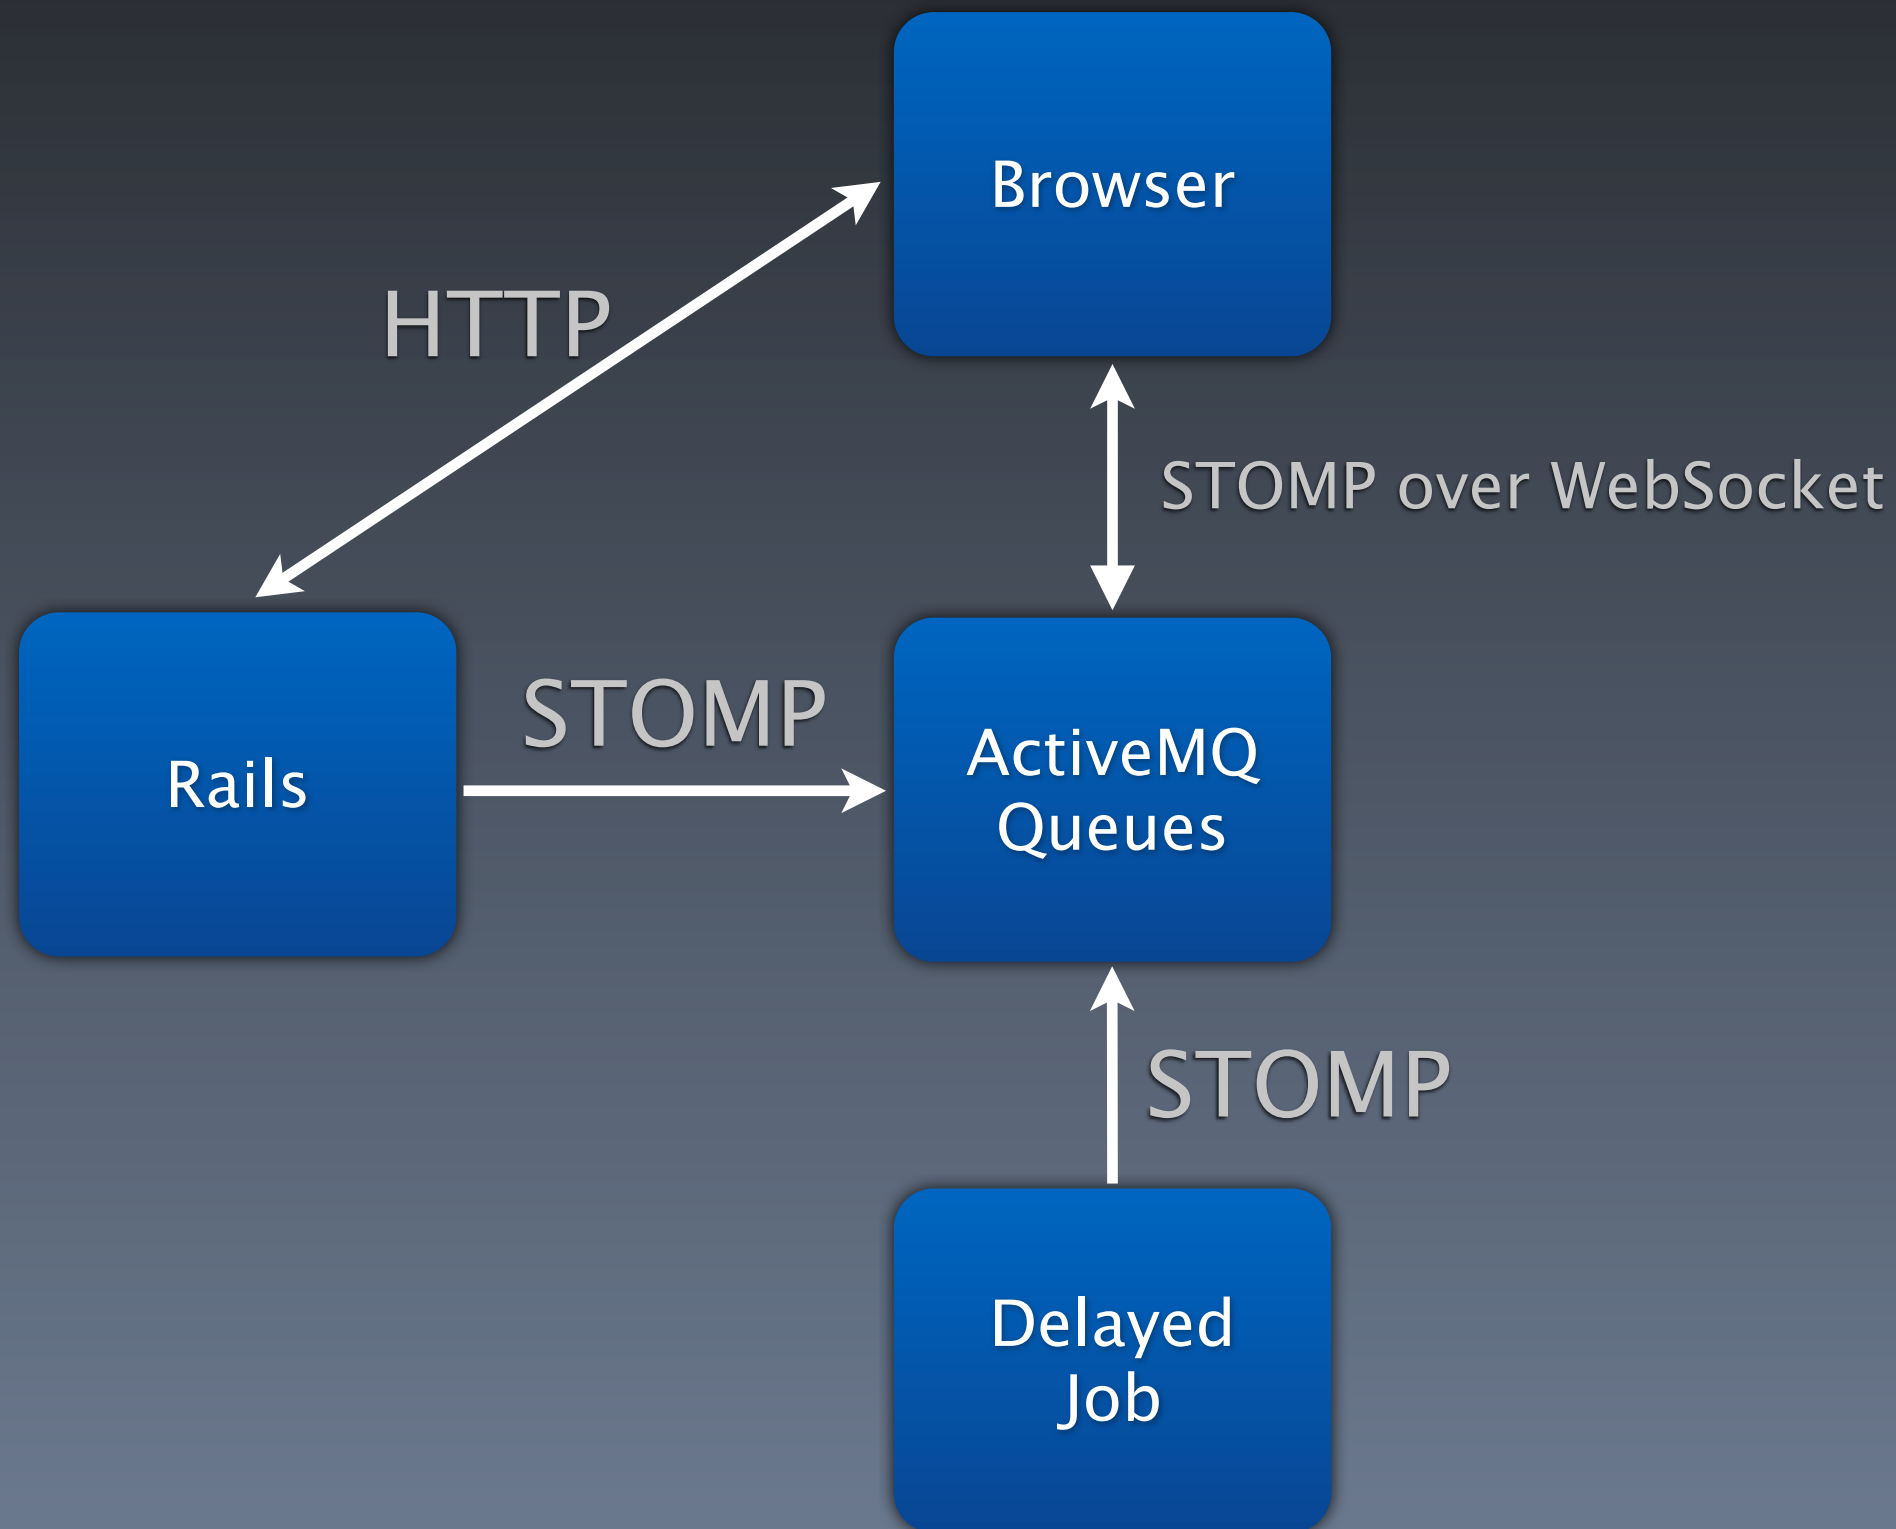 Browser
HTTP
STOMP over WebSocket
Rails
STOMP
ActiveMQ
Queues
STOMP
Delayed
Job